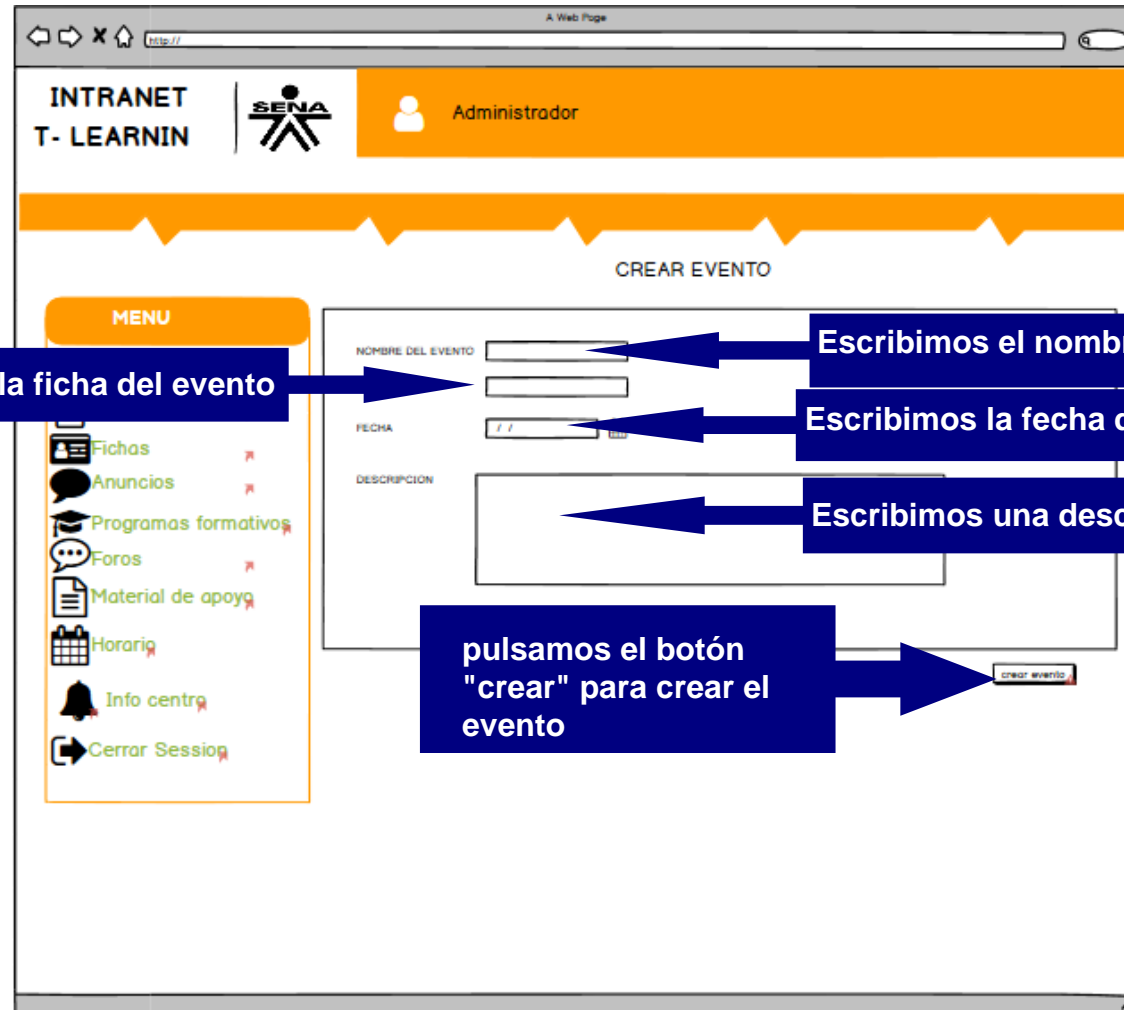 A Web Page
http://
INTRANET
T- LEARNIN
SENA
Administrador
CREAR EVENTO
MENU
NOMBRE DEL EVENTO
Escribimos el nombr
la ficha del evento
FECHA
/ /
Escribimos la fecha
Fichas
Anuncios
DESCRIPCION
Escribimos una desc
Programas formativos
Foros
Material de apoyo
Horario
pulsamos el botón
"crear" para crear el
evento
crear evento
Info centro
Cerrar Session